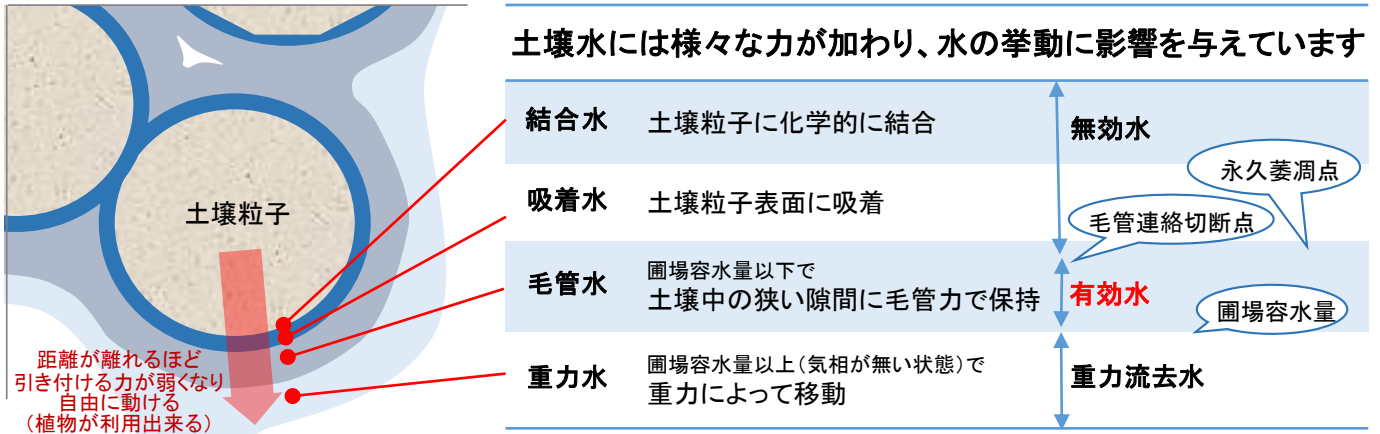 土壌水には様々な力が加わり、水の挙動に影響を与えています
結合水 土壌粒子に化学的に結合 無効水
永久萎凋点
吸着水 土壌粒子表面に吸着
毛管連絡切断点
土壌粒子
毛管水 圃場容水量以下で
土壌中の狭い隙間に毛管力で保持 有効水
圃場容水量
重力水 圃場容水量以上(気相が無い状態)で
重力によって移動 重力流去水
距離が離れるほど
引き付ける力が弱くなり
自由に動ける
(植物が利用出来る)